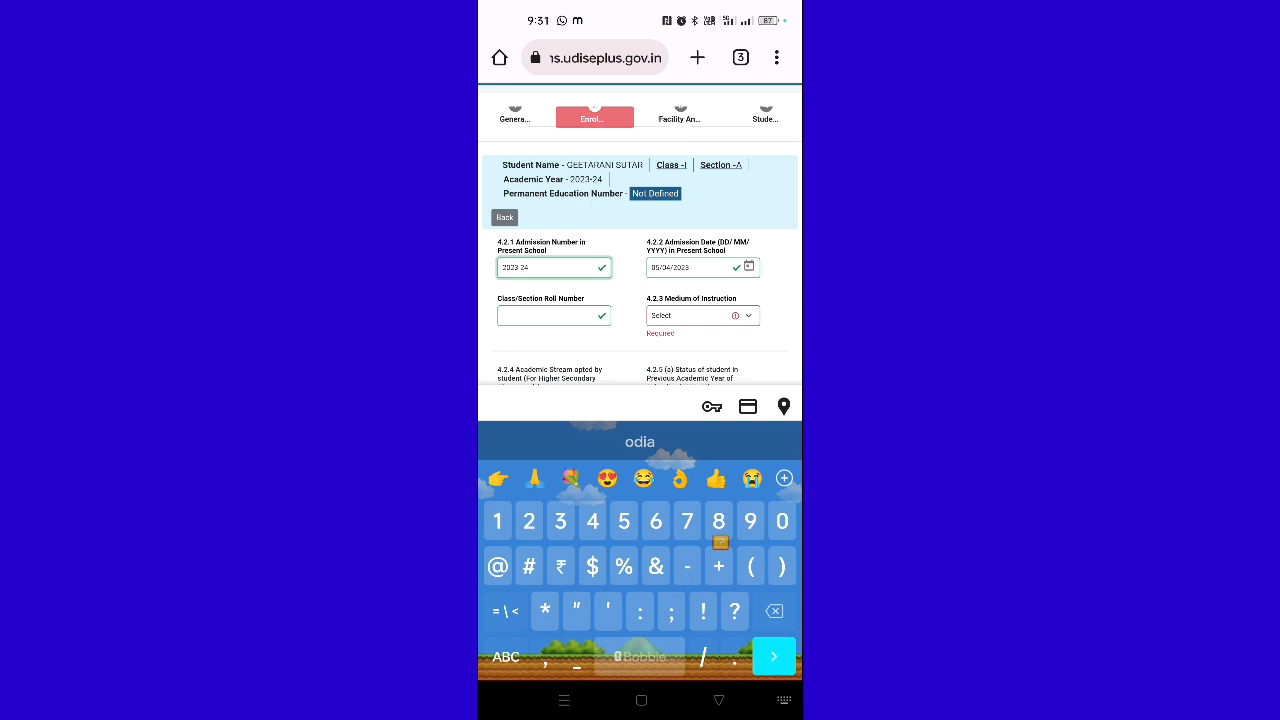 9:31
87
ıs.udiseplus.gov.in
3
Genera...
Enrol...
Facility An...
Stude...
Student Name - GEETARANI SUTAR Class -I Section -A
Academic Year - 2023-24
Permanent Education Number - Not Defined
Back
4.2.1 Admission Number in
Present School
4.2.2 Admission Date (DD/ MM/
YYYY) in Present School
2023-24
05/04/2023
Class/Section Roll Number
4.2.3 Medium of Instruction
Select
Required
4.2.4 Academic Stream opted by
student (For Higher Secondary
4.2.5 (a) Status of student in
Previous Academic Year of
odia
1 2 3 4 5 6 7 8 9 0
@ # ₹ $ % & - + ( )
= \ < * " ' : ; ! ?
ABC , _ Bobble / .